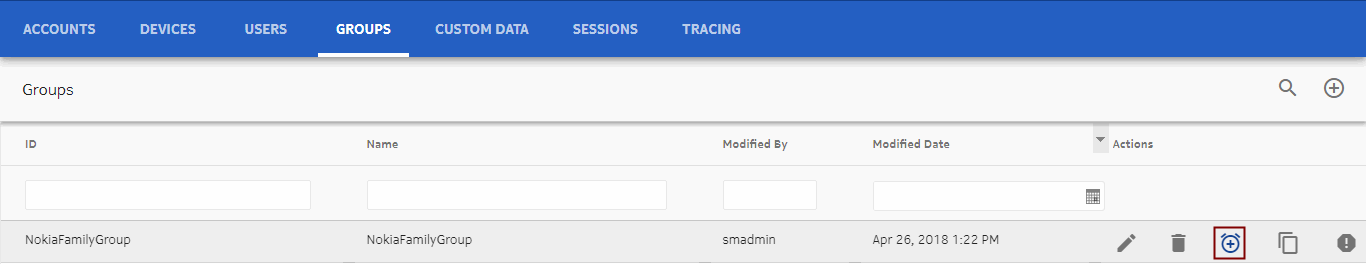 ACCOUNTS DEVICES USERS GROUPS CUSTOM DATA SESSIONS TRACING
Groups
ID Name Modified By Modified Date Actions
NokiaFamilyGroup NokiaFamilyGroup smadmin Apr 26, 2018 1:22 PM